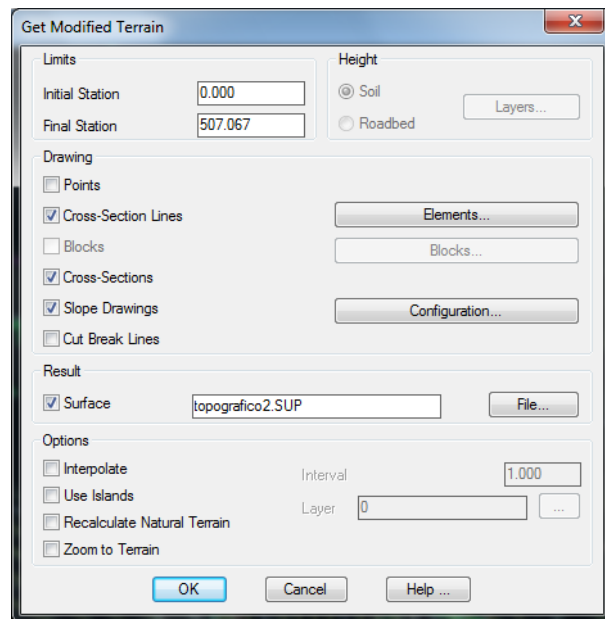 Get Modified Terrain
Limits
Initial Station 0.000
Final Station 507.067
Height
Soil
Roadbed
Layers...
Drawing
Points
Cross-Section Lines Elements...
Blocks Blocks...
Cross-Sections
Slope Drawings Configuration...
Cut Break Lines
Result
Surface topografico2.SUP File...
Options
Interpolate Interval 1.000
Use Islands Layer 0 ...
Recalculate Natural Terrain
Zoom to Terrain
OK Cancel Help ...